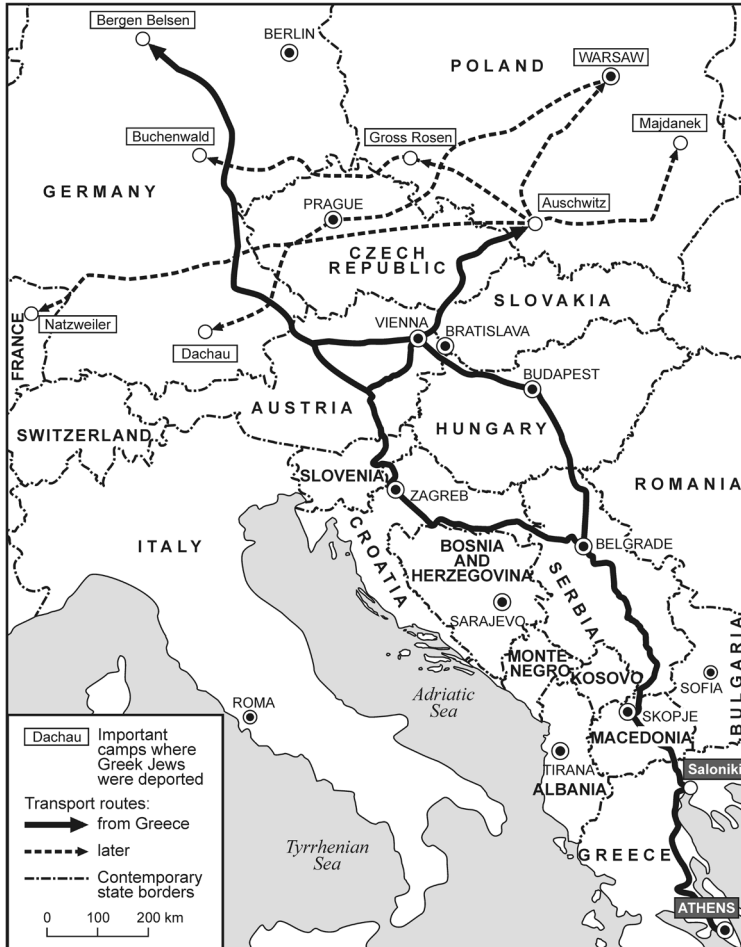 Bergen Belsen
BERLIN
POLAND
WARSAW
Buchenwald
Gross Rosen
Majdanek
GERMANY
PRAGUE
Auschwitz
CZECH
REPUBLIC
SLOVAKIA
FRANCE
Natzweiler
Dachau
VIENNA
BRATISLAVA
BUDAPEST
AUSTRIA
HUNGARY
SWITZERLAND
SLOVENIA
ZAGREB
ROMANIA
ITALY
CROATIA
BELGRADE
BOSNIA
AND
HERZEGOVINA
SERBIA
SARAJEVO
MONTE
NEGRO
KOSOVO
BULGARIA
SOFIA
Adriatic
Sea
ROMA
SKOPJE
MACEDONIA
TIRANA
ALBANIA
Saloniki
Tyrrhenian
Sea
GREECE
ATHENS
Dachau
Important
camps where
Greek Jews
were deported
Transport routes:
from Greece
later
Contemporary
state borders
0 100 200 km